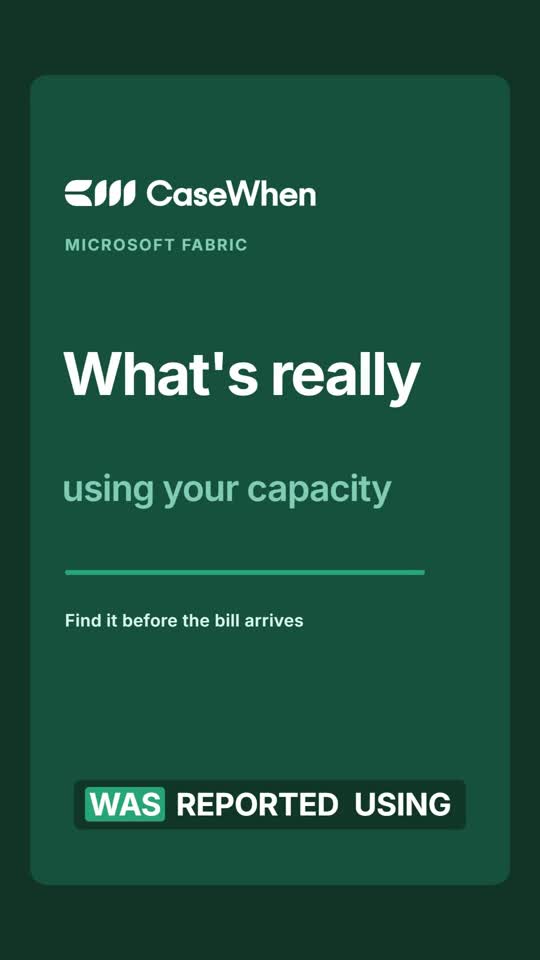 CaseWhen
MICROSOFT FABRIC
What's really
using your capacity
Find it before the bill arrives
WAS REPORTED USING